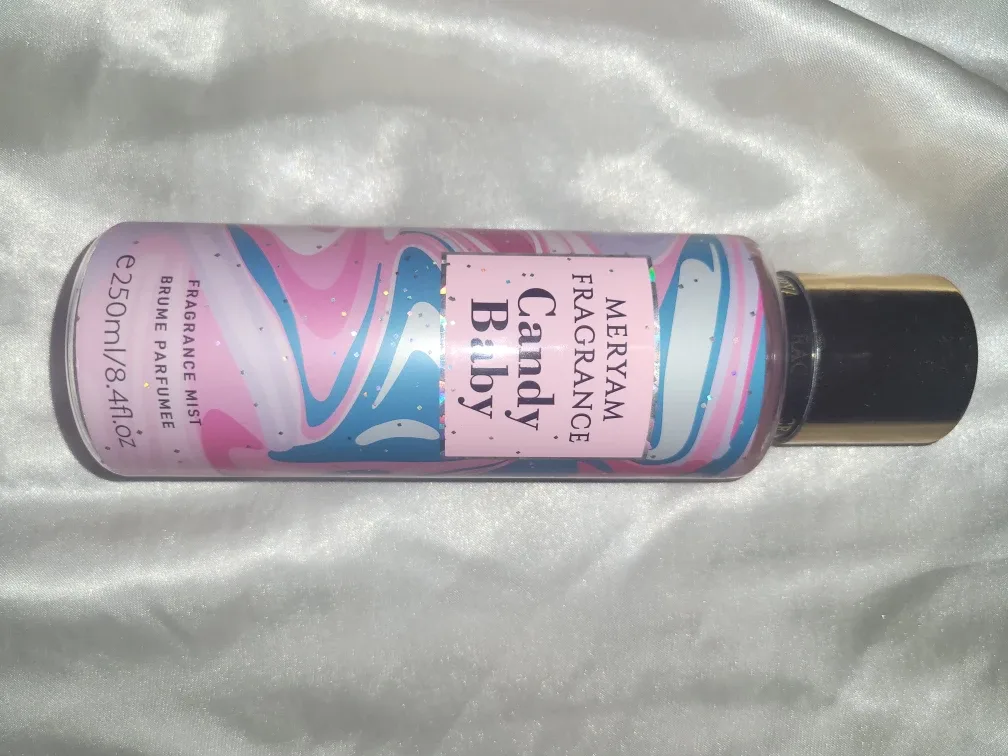 MERYAM
FRAGRANCE
Candy
Baby
FRAGRANCE MIST
BRUME PARFUMEE
e250ml/8.4fl.oz